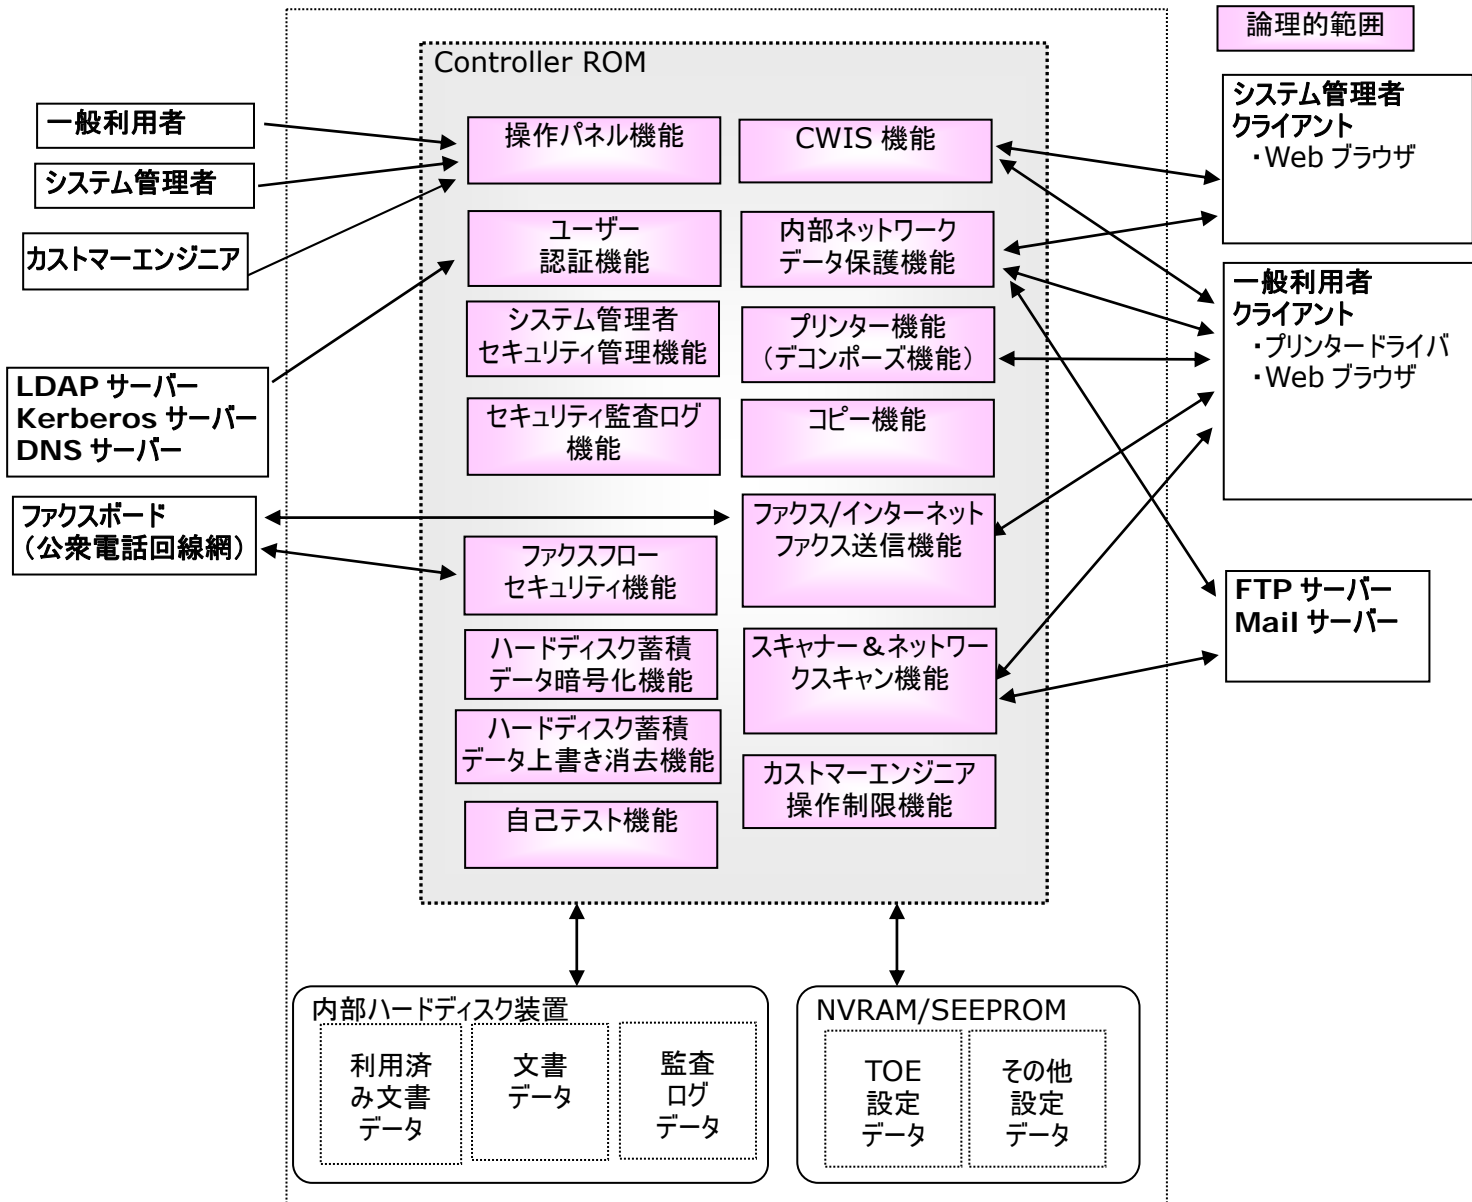 論理的範囲
Controller ROM
一般利用者
システム管理者
カストマーエンジニア
LDAP サーバー
Kerberos サーバー
DNS サーバー
ファクスボード
（公衆電話回線網）
操作パネル機能
ユーザー
認証機能
システム管理者
セキュリティ管理機能
セキュリティ監査ログ
機能
ファクスフロー
セキュリティ機能
ハードディスク蓄積
データ暗号化機能
ハードディスク蓄積
データ上書き消去機能
自己テスト機能
CWIS 機能
内部ネットワーク
データ保護機能
プリンター機能
（デコンポーズ機能）
コピー機能
ファクス/インターネット
ファクス送信機能
スキャナー＆ネットワー
クスキャン機能
カストマーエンジニア
操作制限機能
システム管理者
クライアント
・Web ブラウザ
一般利用者
クライアント
・プリンタードライバ
・Web ブラウザ
FTP サーバー
Mail サーバー
内部ハードディスク装置
利用済
み文書
データ
文書
データ
監査
ログ
データ
NVRAM/SEEPROM
TOE
設定
データ
その他
設定
データ